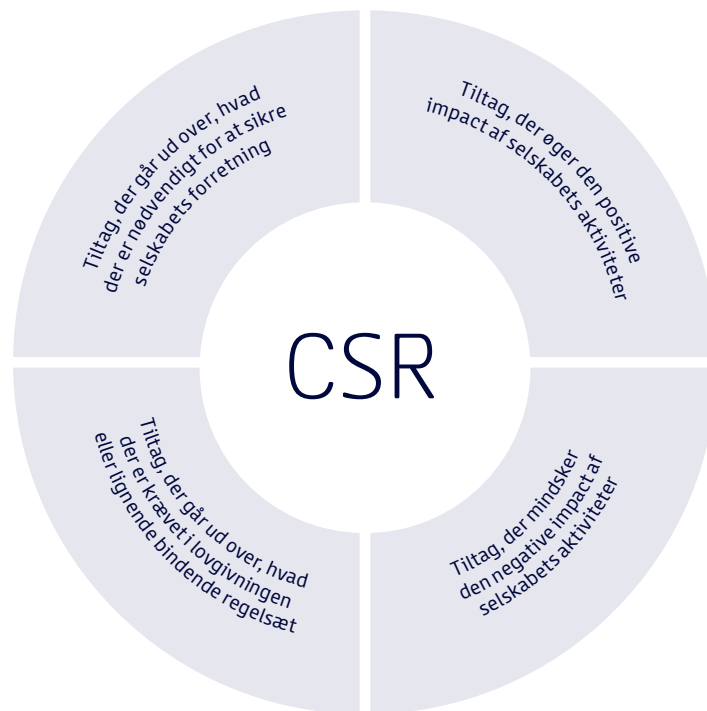 Tiltag, der går ud over, hvad
der er nødvendigt for at sikre
selskabets forretning
Tiltag, der øger den positive
impact af selskabets aktiviteter
CSR
Tiltag, der går ud over, hvad
der er krævet i lovgivningen
eller lignende bindende regelsæt
Tiltag, der mindsker
den negative impact af
selskabets aktiviteter